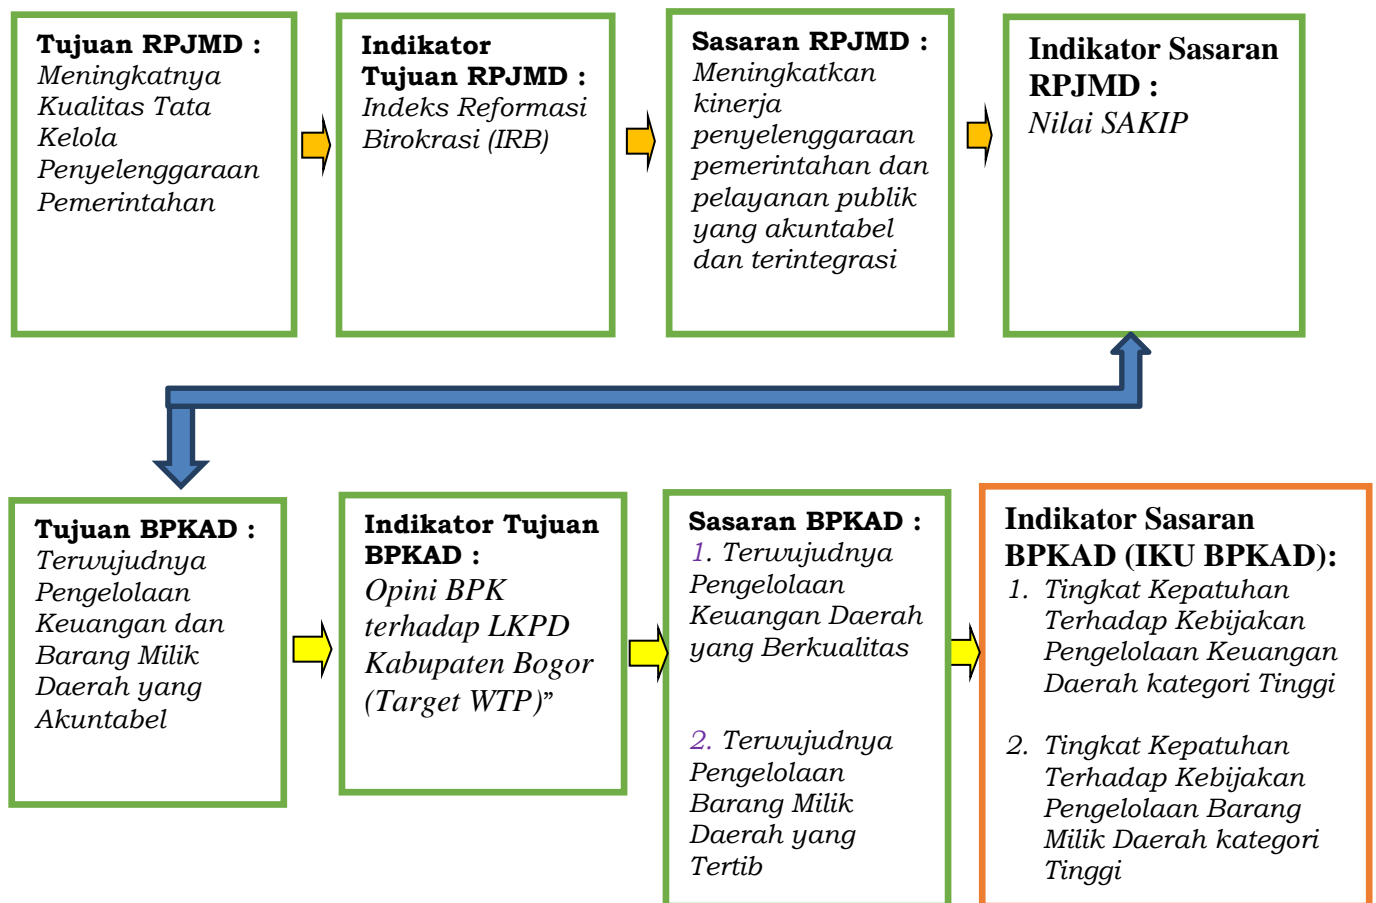 Tujuan RPJMD :
Meningkatnya
Kualitas Tata
Kelola
Penyelenggaraan
Pemerintahan
Indikator
Tujuan RPJMD :
Indeks Reformasi
Birokrasi (IRB)
Sasaran RPJMD :
Meningkatkan
kinerja
penyelenggaraan
pemerintahan dan
pelayanan publik
yang akuntabel
dan terintegrasi
Indikator Sasaran
RPJMD :
Nilai SAKIP
Tujuan BPKAD :
Terwujudnya
Pengelolaan
Keuangan dan
Barang Milik
Daerah yang
Akuntabel
Indikator Tujuan
BPKAD :
Opini BPK
terhadap LKPD
Kabupaten Bogor
(Target WTP)”
Sasaran BPKAD :
1. Terwujudnya
Pengelolaan
Keuangan Daerah
yang Berkualitas
2. Terwujudnya
Pengelolaan
Barang Milik
Daerah yang
Tertib
Indikator Sasaran
BPKAD (IKU BPKAD):
1. Tingkat Kepatuhan
Terhadap Kebijakan
Pengelolaan Keuangan
Daerah kategori Tinggi
2. Tingkat Kepatuhan
Terhadap Kebijakan
Pengelolaan Barang
Milik Daerah kategori
Tinggi